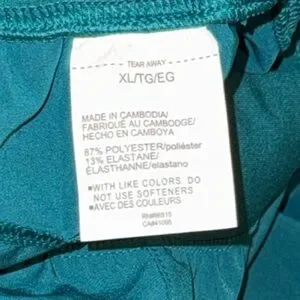 TEAR AWAY
XL/TG/EG
MADE IN CAMBODIA/
FABRIQUÉ AU CAMBODGE/
HECHO EN CAMBOYA
87% POLYESTER/poliéster
13% ELASTANE/
ÉLASTHANNE/elastano
■WITH LIKE COLORS DO
NOT USE SOFTENERS
■AVEC DES COULEURS